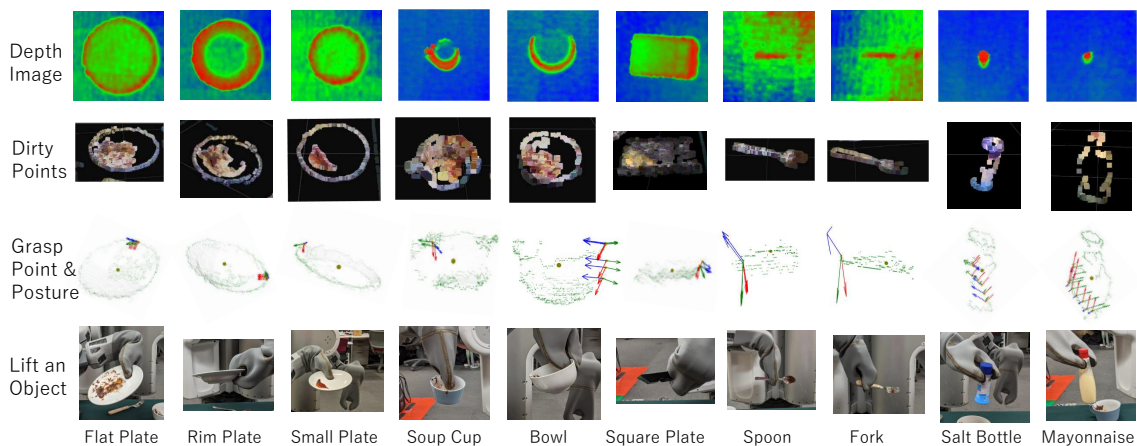 Depth
Image
Dirty
Points
Grasp
Point &
Posture
Lift an
Object
Flat Plate Rim Plate Small Plate Soup Cup Bowl Square Plate Spoon Fork Salt Bottle Mayonnaise